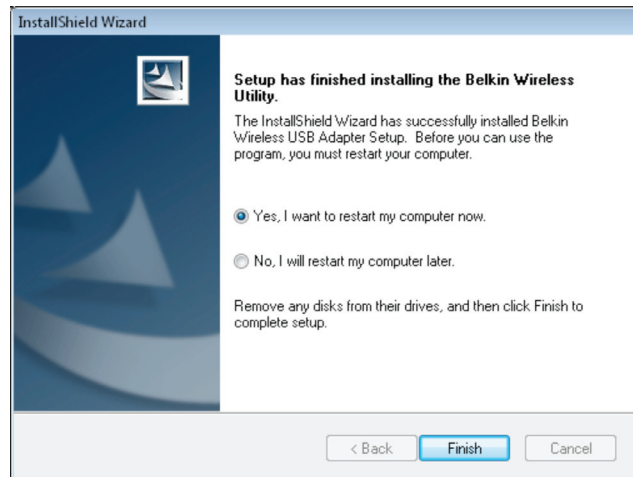 InstallShield Wizard
Setup has finished installing the Belkin Wireless
Utility.
The InstallShield Wizard has successfully installed Belkin
Wireless USB Adapter Setup.  Before you can use the
program, you must restart your computer.
Yes, I want to restart my computer now.
No, I will restart my computer later.
Remove any disks from their drives, and then click Finish to
complete setup.
< Back
Finish
Cancel